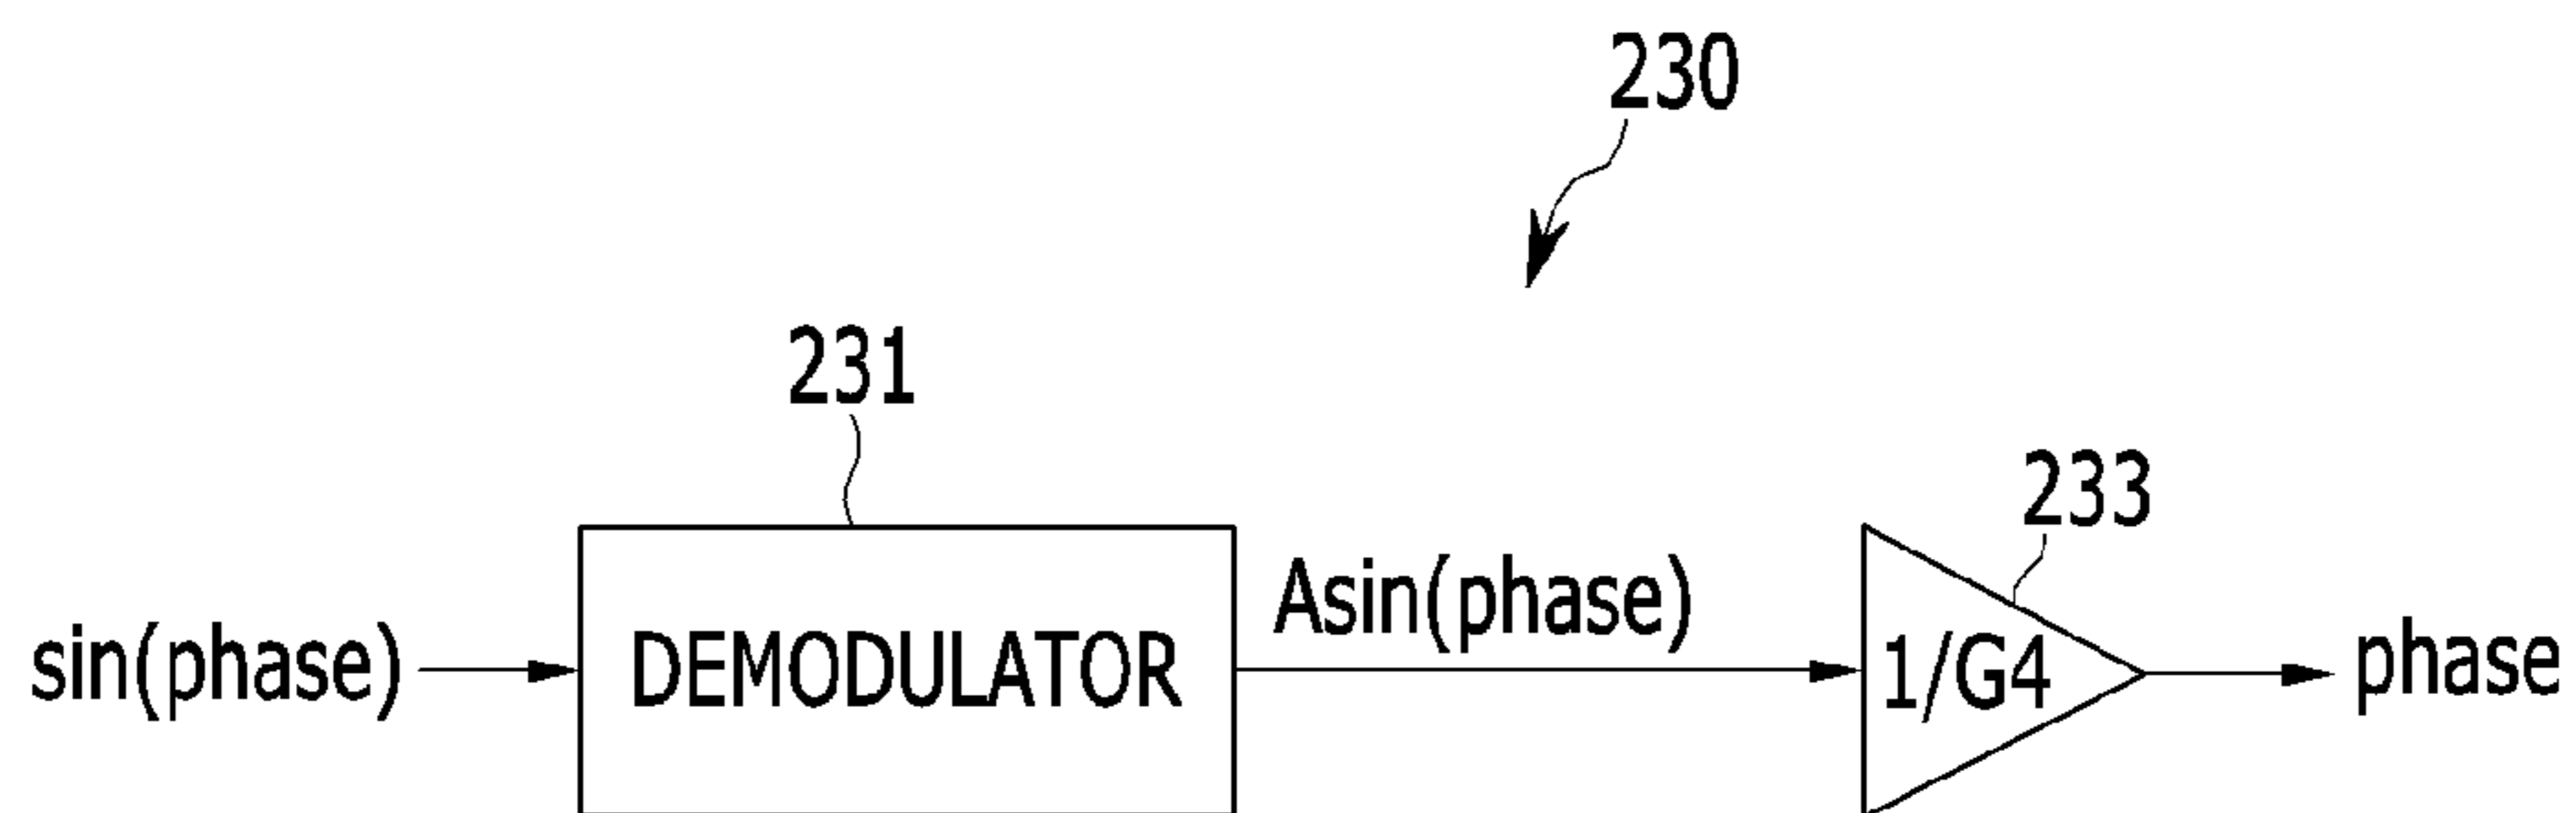 230
231
233
sin(phase)
DEMODULATOR
Asin(phase)
1/G4
phase